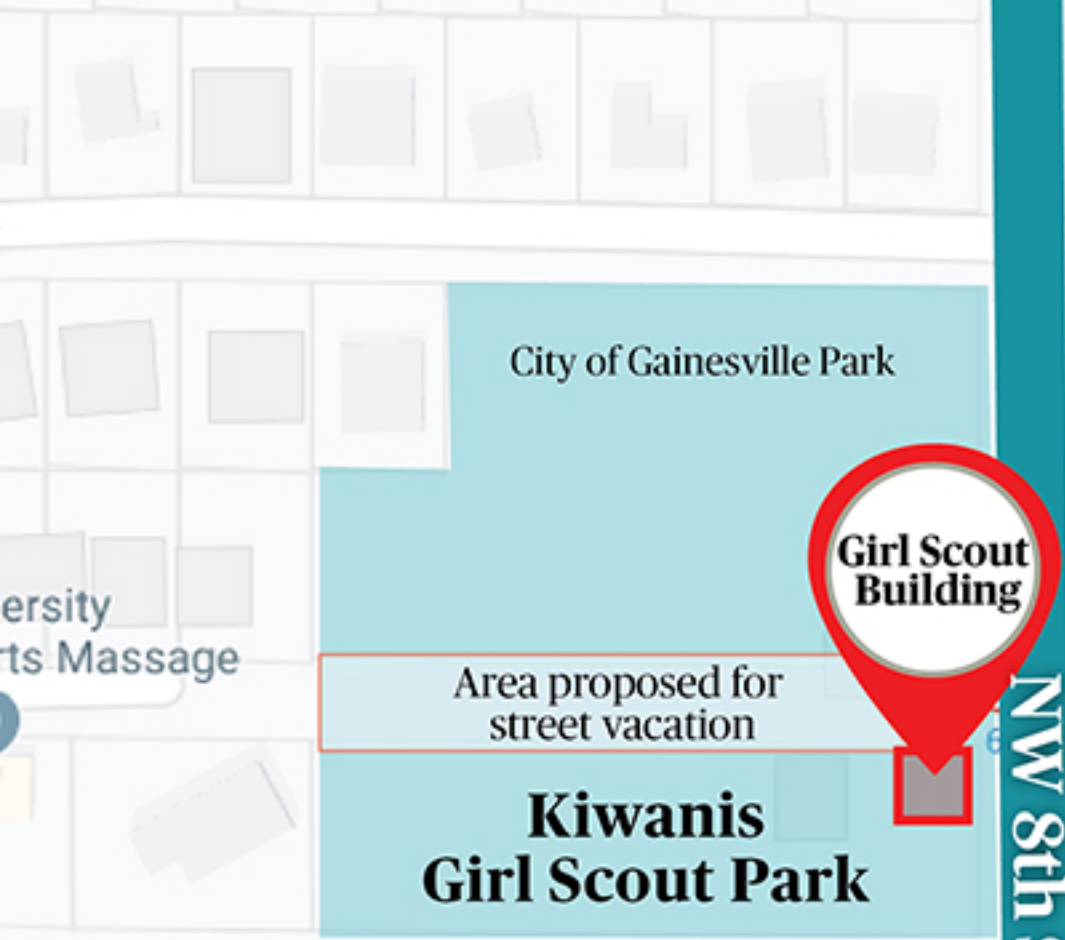 City of Gainesville Park
Girl Scout
Building
ersity
rts Massage
Area proposed for
street vacation
NW 8th
Kiwanis
Girl Scout Park